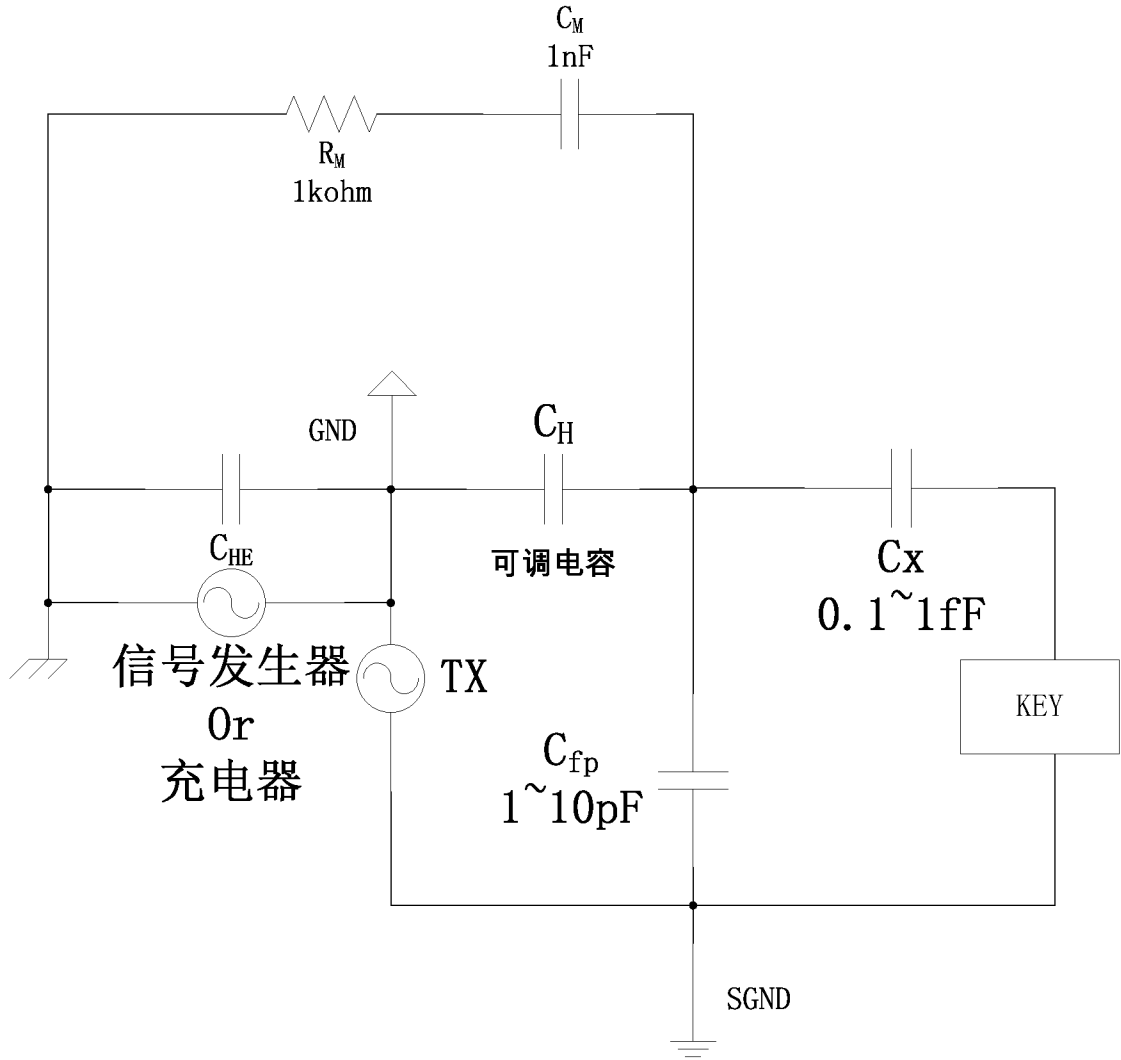 C_M
1nF
R_M
1kohm
GND
C_H
C_HE
可调电容
Cx
0.1~1fF
信号发生器
Or
充电器
TX
KEY
C_fp
1~10pF
SGND